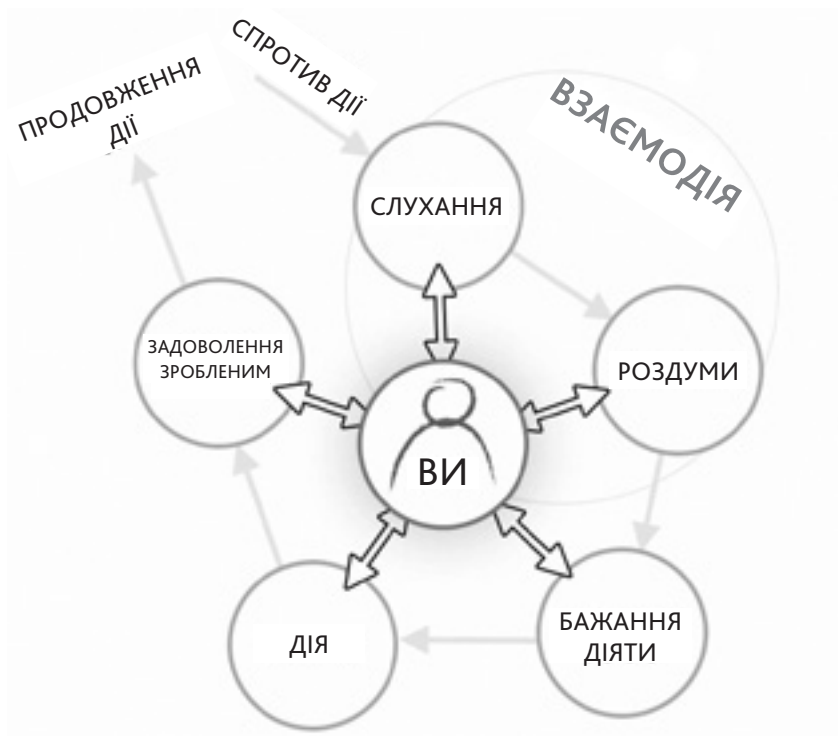 СПРОТИВ ДІЇ
ПРОДОВЖЕННЯ
ДІЇ
ВЗАЄМОДІЯ
СЛУХАННЯ
РОЗДУМИ
БАЖАННЯ
ДІЯТИ
ДІЯ
ЗАДОВОЛЕННЯ
ЗРОБЛЕНИМ
ВИ